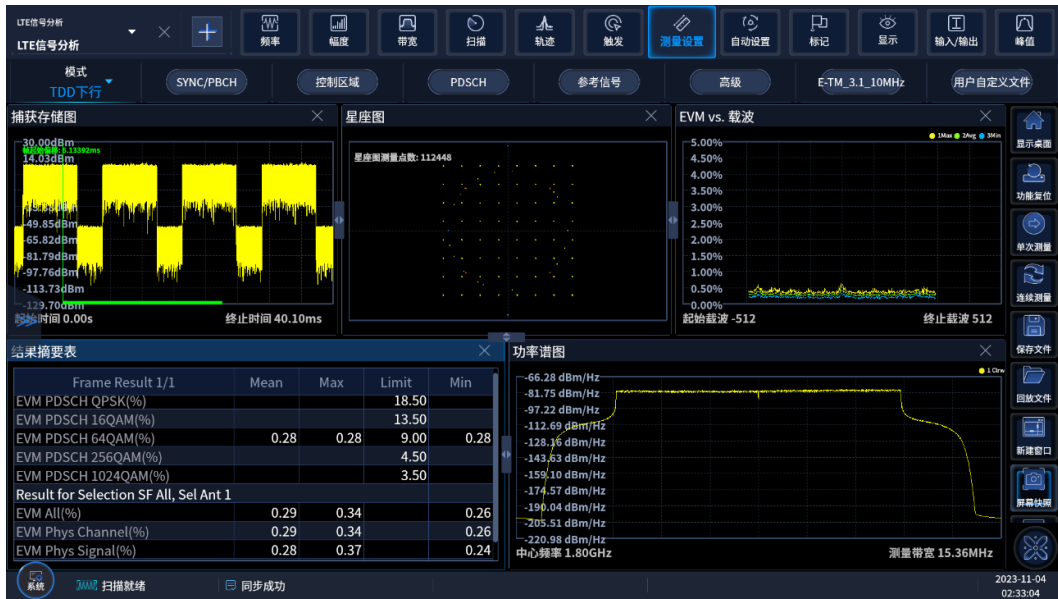 LTE信号分析
LTE信号分析
频率
幅度
带宽
扫描
轨迹
触发
测量设置
自动设置
标记
显示
输入/输出
峰值
模式
TDD下行
SYNC/PBCH
控制区域
PDSCH
参考信号
高级
E-TM_3.1_10MHz
用户自定义文件
捕获存储图
30.00dBm
帧起始偏移: 6.13392ms
14.03dBm
-49.85dBm
-65.82dBm
-81.79dBm
-97.76dBm
-113.73dBm
-129.70dBm
起始时间 0.00s
终止时间 40.10ms
星座图
星座图测量点数: 112448
EVM vs. 载波
1Max 2Avg 3Min
5.00%
4.50%
4.00%
3.50%
3.00%
2.50%
2.00%
1.50%
1.00%
0.50%
0.00%
起始载波 -512
终止载波 512
显示桌面
功能复位
单次测量
连续测量
保存文件
回放文件
新建窗口
屏幕快照
结果摘要表
Frame Result 1/1 Mean Max Limit Min
EVM PDSCH QPSK(%) 18.50
EVM PDSCH 16QAM(%) 13.50
EVM PDSCH 64QAM(%) 0.28 0.28 9.00 0.28
EVM PDSCH 256QAM(%) 4.50
EVM PDSCH 1024QAM(%) 3.50
Result for Selection SF All, Sel Ant 1
EVM All(%) 0.29 0.34 0.26
EVM Phys Channel(%) 0.29 0.34 0.26
EVM Phys Signal(%) 0.28 0.37 0.24
功率谱图
1 Clrw
-66.28 dBm/Hz
-81.75 dBm/Hz
-97.22 dBm/Hz
-112.69 dBm/Hz
-128.16 dBm/Hz
-143.63 dBm/Hz
-159.10 dBm/Hz
-174.57 dBm/Hz
-190.04 dBm/Hz
-205.51 dBm/Hz
-220.98 dBm/Hz
中心频率 1.80GHz
测量带宽 15.36MHz
系统
扫描就绪
同步成功
2023-11-04
02:33:04